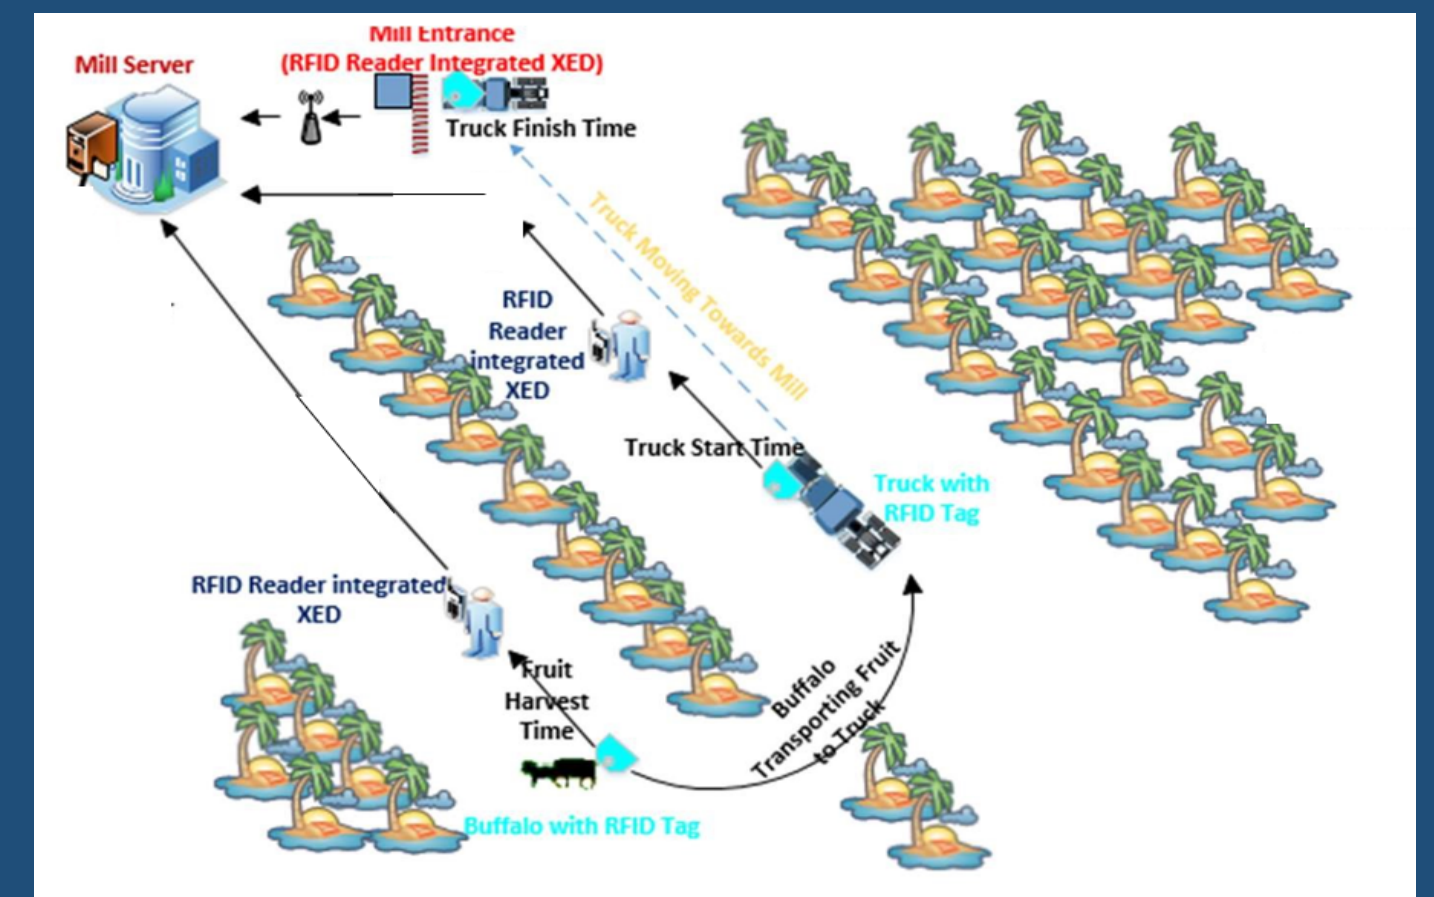 Mill Entrance
(RFID Reader Integrated XED)
Mill Server
Truck Finish Time
Truck Moving Towards Mill
RFID
Reader
integrated
XED
Truck Start Time
Truck with
RFID Tag
RFID Reader integrated
XED
Fruit
Harvest
Time
Buffalo
Transporting Fruit
to Truck
Buffalo with RFID Tag